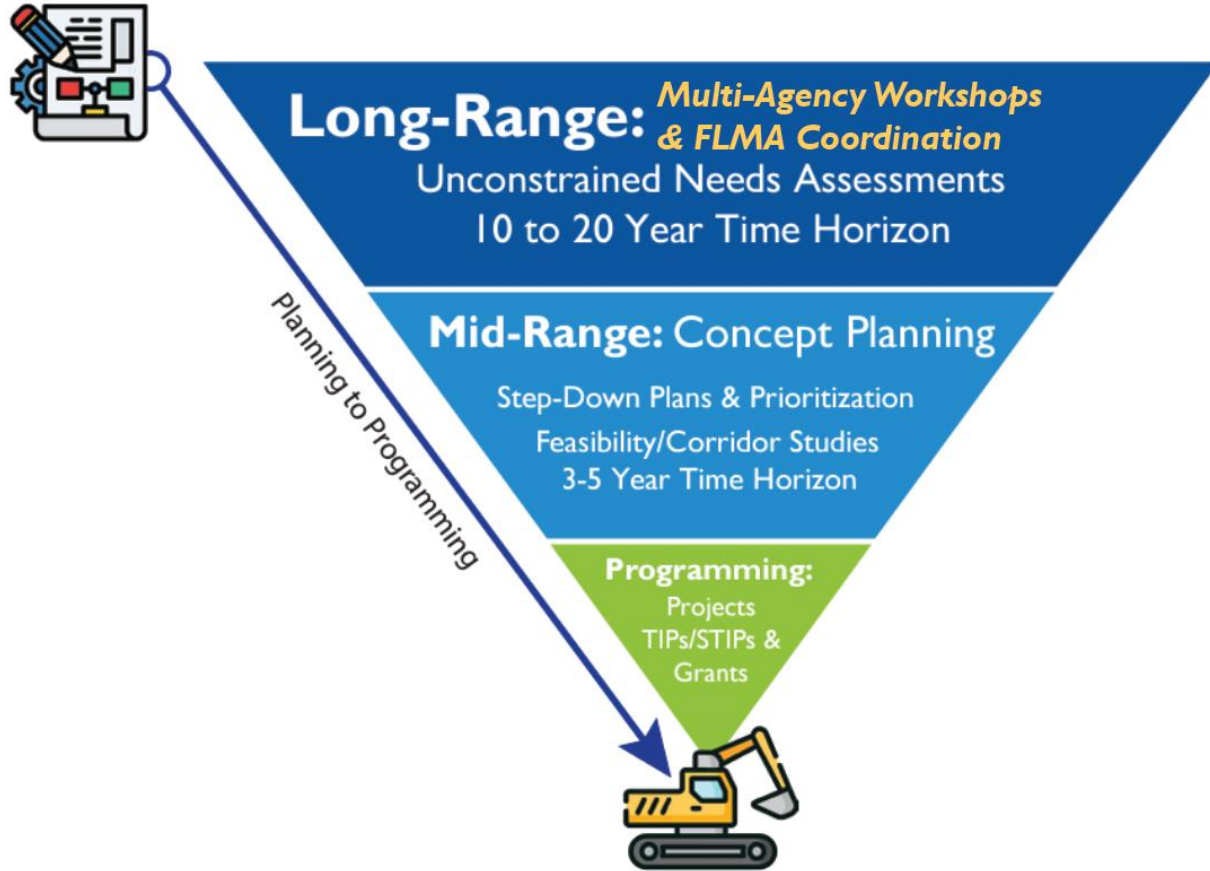 Long-Range: Multi-Agency Workshops
& FLMA Coordination
Unconstrained Needs Assessments
10 to 20 Year Time Horizon
Planning to Programming
Mid-Range: Concept Planning
Step-Down Plans & Prioritization
Feasibility/Corridor Studies
3-5 Year Time Horizon
Programming:
Projects
TIPs/STIPs &
Grants